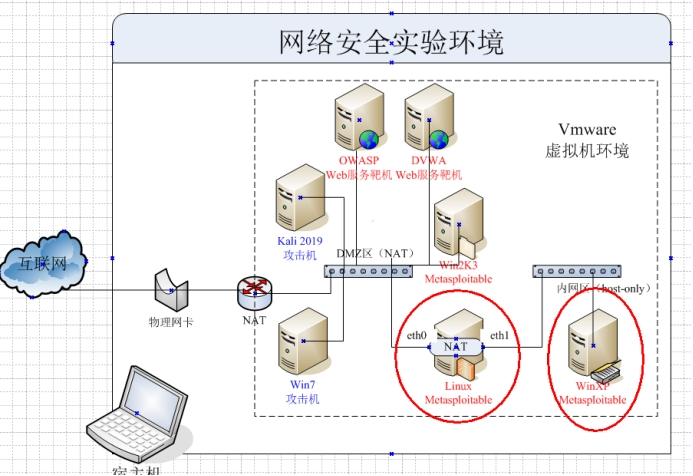 网络安全实验环境
Vmware
虚拟机环境
OWASP
Web服务靶机
DVWA
Web服务靶机
Kali 2019
攻击机
DMZ区（NAT）
Win2K3
Metasploitable
互联网
物理网卡
NAT
内网区（host-only）
eth0
NAT
eth1
Win7
攻击机
Linux
Metasploitable
WinXP
Metasploitable
宿主机